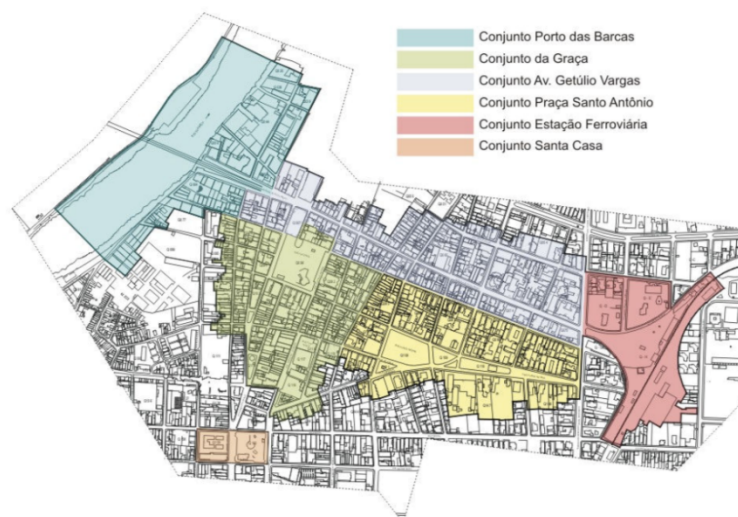 Conjunto Porto das Barcas
Conjunto da Graça
Conjunto Av. Getúlio Vargas
Conjunto Praça Santo Antônio
Conjunto Estação Ferroviária
Conjunto Santa Casa